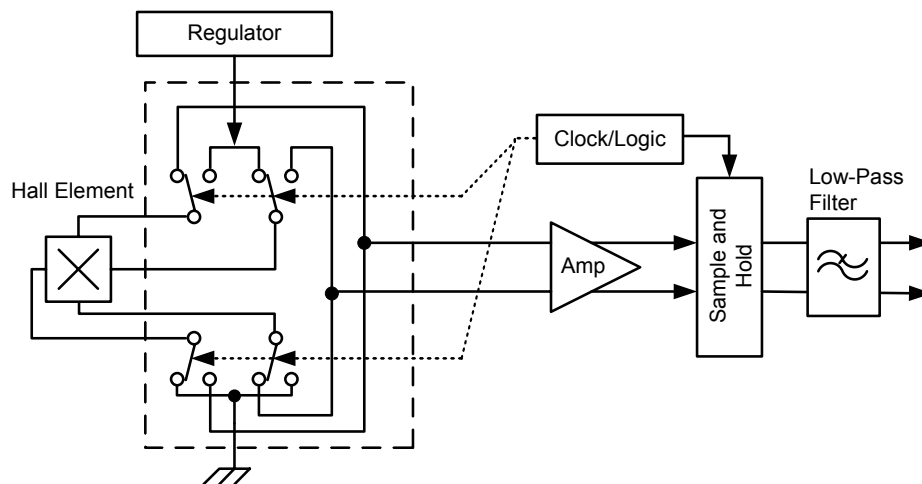 Regulator
Clock/Logic
Hall Element
Low-Pass
Filter
Amp
Sample and
Hold